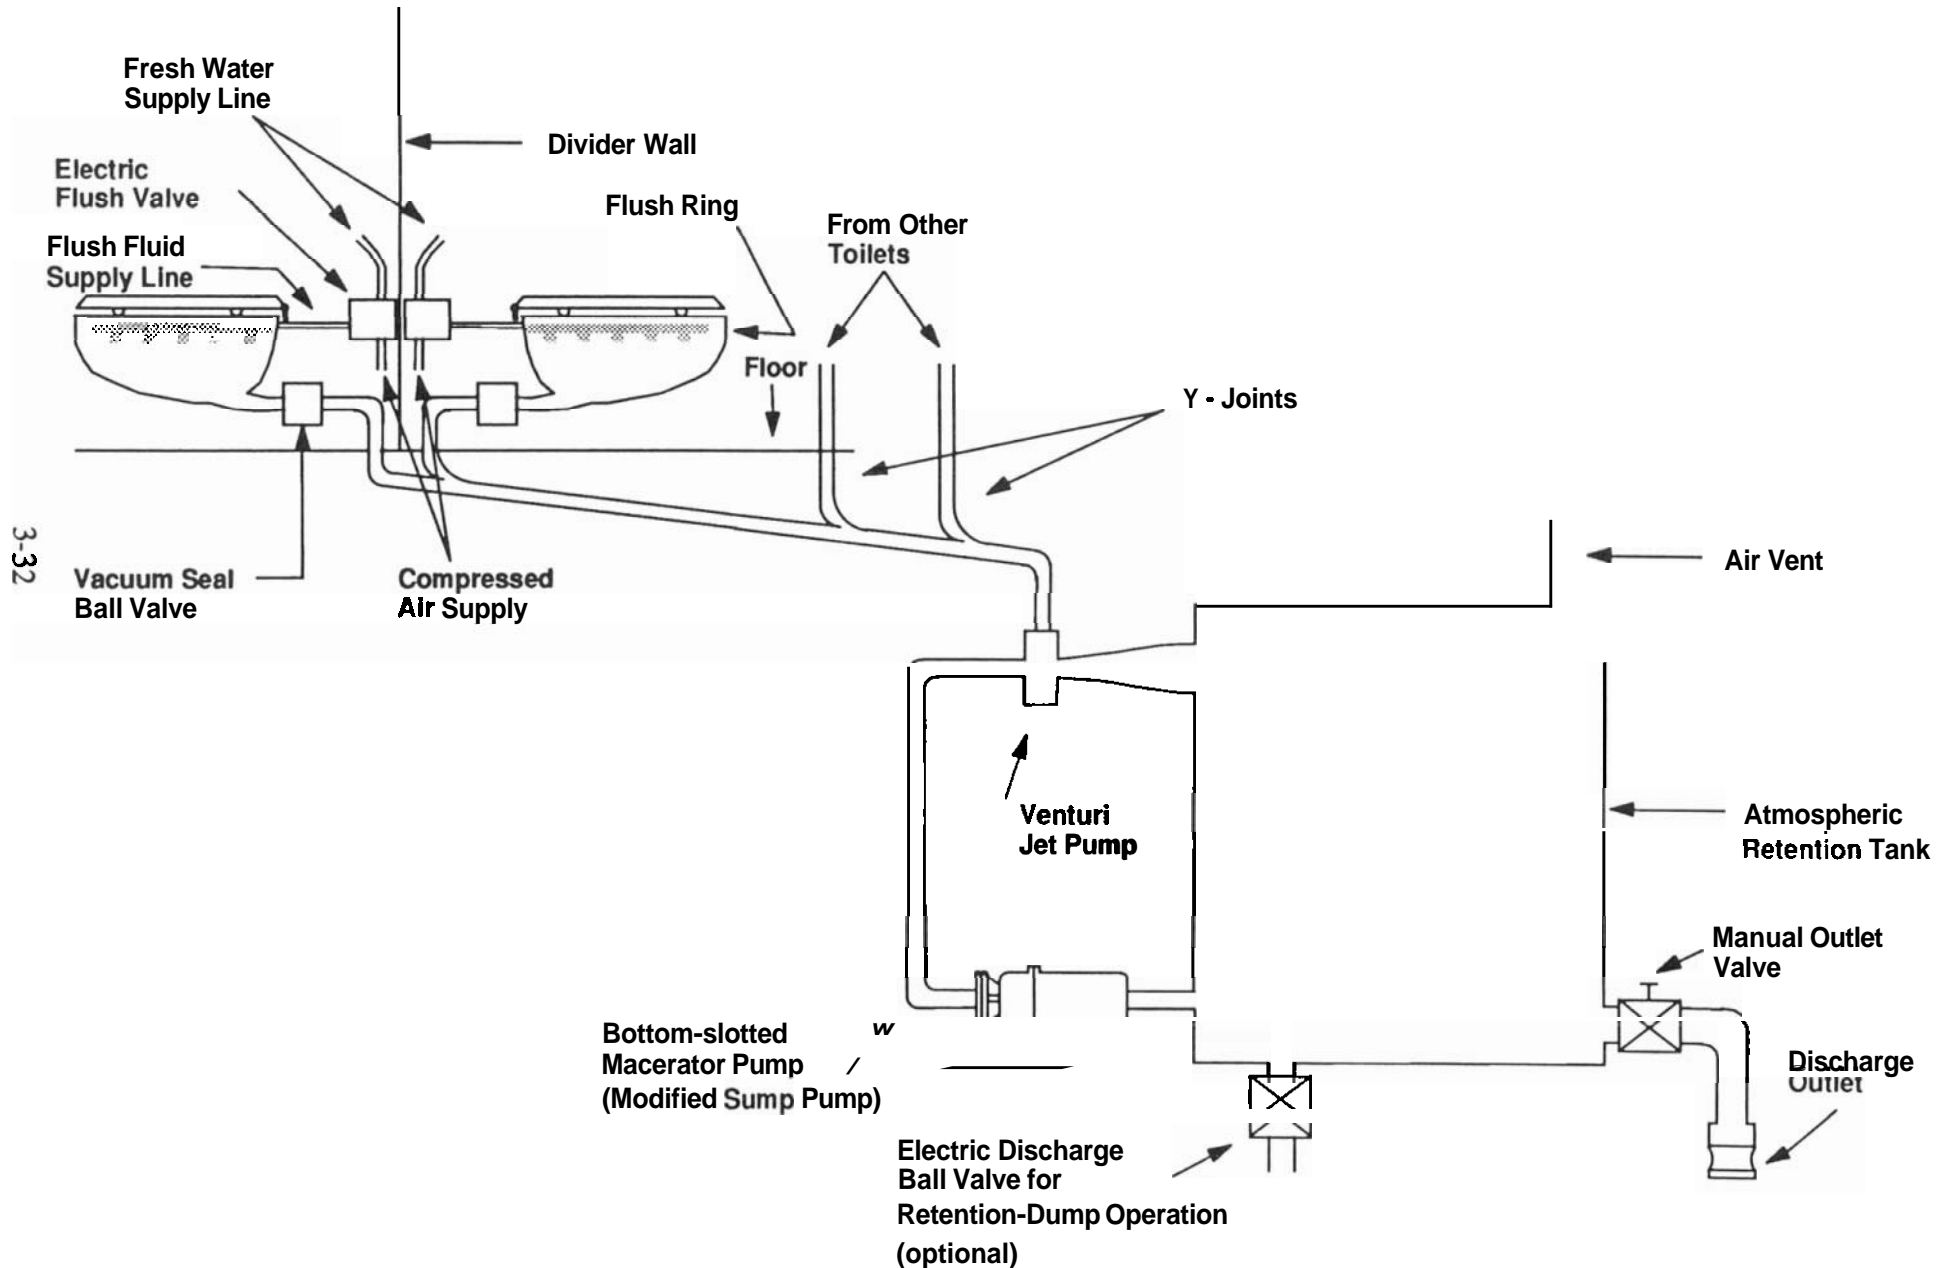 Fresh Water
Supply Line
Divider Wall
Electric
Flush Valve
Flush Ring
From Other
Toilets
Flush Fluid
Supply Line
Floor
Y - Joints
3-32
Air Vent
Vacuum Seal
Ball Valve
Compressed
Air Supply
Venturi
Jet Pump
Atmospheric
Retention Tank
Manual Outlet
Valve
Bottom-slotted
Macerator Pump
(Modified Sump Pump)
w
Discharge
Outlet
Electric Discharge
Ball Valve for
Retention-Dump Operation
(optional)